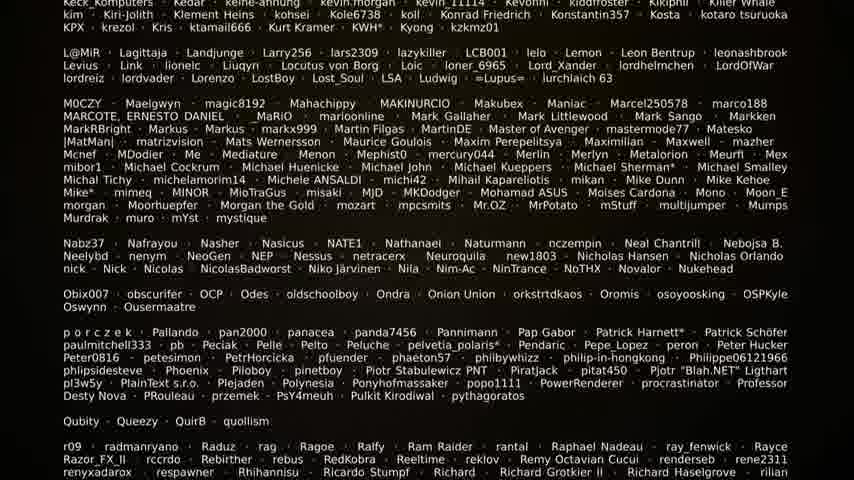 Keck_Komputers · Kedar · keine-ahnung · kevin.morgan · kevin_11114 · Kevonni · kiddfroster · Kikiphil · Killer Whale
kim · Kiri-Jolith · Klement Heins · kohsei · Kole6738 · koll · Konrad Friedrich · Konstantin357 · Kosta · kotaro tsuruoka
KPX · krezol · Kris · ktamail666 · Kurt Kramer · KWH* · Kyong · kzkmz01
L@MiR · Lagittaja · Landjunge · Larry256 · lars2309 · lazykiller · LCB001 · lelo · Lemon · Leon Bentrup · leonashbrook
Levius · Link · lionelc · Liuqyn · Locutus von Borg · Loic · loner_6965 · Lord_Xander · lordhelmchen · LordOfWar
lordreiz · lordvader · Lorenzo · LostBoy · Lost_Soul · LSA · Ludwig · =Lupus= · lurchlaich 63
M0CZY · Maelgwyn · magic8192 · Mahachippy · MAKINURCIO · Makubex · Maniac · Marcel250578 · marco188
MARCOTE, ERNESTO DANIEL · _MaRiO · marioonline · Mark Gallaher · Mark Littlewood · Mark Sango · Markken
MarkRBright · Markus · Markus · markx999 · Martin Filgas · MartinDE · Master of Avenger · mastermode77 · Matesko
|MatMan| · matrizvision · Mats Wernersson · Maurice Goulois · Maxim Perepelitsya · Maximilian · Maxwell · mazher
Mcnef · MDodier · Me · Mediature · Menon · Mephist0 · mercury044 · Merlin · Merlyn · Metalorion · Meurfi · Mex
mibor1 · Michael Cockrum · Michael Huenicke · Michael John · Michael Kueppers · Michael Sherman* · Michael Smalley
Michal Tichy · michelamorim14 · Michele ANSALDI · michi42 · Mihail Kapareliotis · mikan · Mike Dunn · Mike Kehoe
Mike* · mrmeq · MINOR · MioTraGus · misaki · MJD · MKDodger · Mohamad ASUS · Moises Cardona · Mono · Moon_E
morgan · Moorhuepfer · Morgan the Gold · mozart · mpcsmits · Mr.OZ · MrPotato · mStuff · multijumper · Mumps
Murdrak · muro · mYst · mystique
Nabz37 · Nafrayou · Nasher · Nasicus · NATE1 · Nathanael · Naturmann · nczempin · Neal Chantrill · Nebojsa B.
Neelybd · nenym · NeoGen · NEP · Nessus · netracerx · Neuroquila · new1803 · Nicholas Hansen · Nicholas Orlando
nick · Nick · Nicolas · NicolasBadworst · Niko Järvinen · Nila · Nim-Ac · NinTrance · NoTHX · Novalor · Nukehead
Obix007 · obscurifer · OCP · Odes · oldschoolboy · Ondra · Onion Union · orkstrtdkaos · Oromis · osoyoosking · OSPKyle
Oswynn · Ousermaatre
p o r c z e k · Pallando · pan2000 · panacea · panda7456 · Pannimann · Pap Gabor · Patrick Harnett* · Patrick Schöfer
paulmitchell333 · pb · Peciak · Pelle · Pelto · Peluche · pelvetia_polaris* · Pendaric · Pepe_Lopez · peron · Peter Hucker
Peter0816 · petesimon · PetrHorcicka · pfuender · phaeton57 · philbywhizz · philip-in-hongkong · Philippe06121966
phlipsidesteve · Phoenix · Piloboy · pinetboy · Piotr Stabulewicz PNT · PiratJack · pitat450 · Pjotr "Blah.NET" Ligthart
pl3w5y · PlainText s.r.o. · Plejaden · Polynesia · Ponyhofmassaker · popo1111 · PowerRenderer · procrastinator · Professor
Desty Nova · PRouleau · przemek · PsY4meuh · Pulkit Kirodiwal · pythagoratos
Qubity · Queezy · QuirB · quollism
r09 · radmanryano · Raduz · rag · Ragoe · Ralfy · Ram Raider · rantal · Raphael Nadeau · ray_fenwick · Rayce
Razor_FX_II · rccrdo · Rebirther · rebus · RedKobra · Reeltime · reklov · Remy Octavian Cucui · renderseb · rene2311
renyxadarox · respawner · Rhihannisu · Ricardo Stumpf · Richard · Richard Grotkier II · Richard Haselgrove · rilian